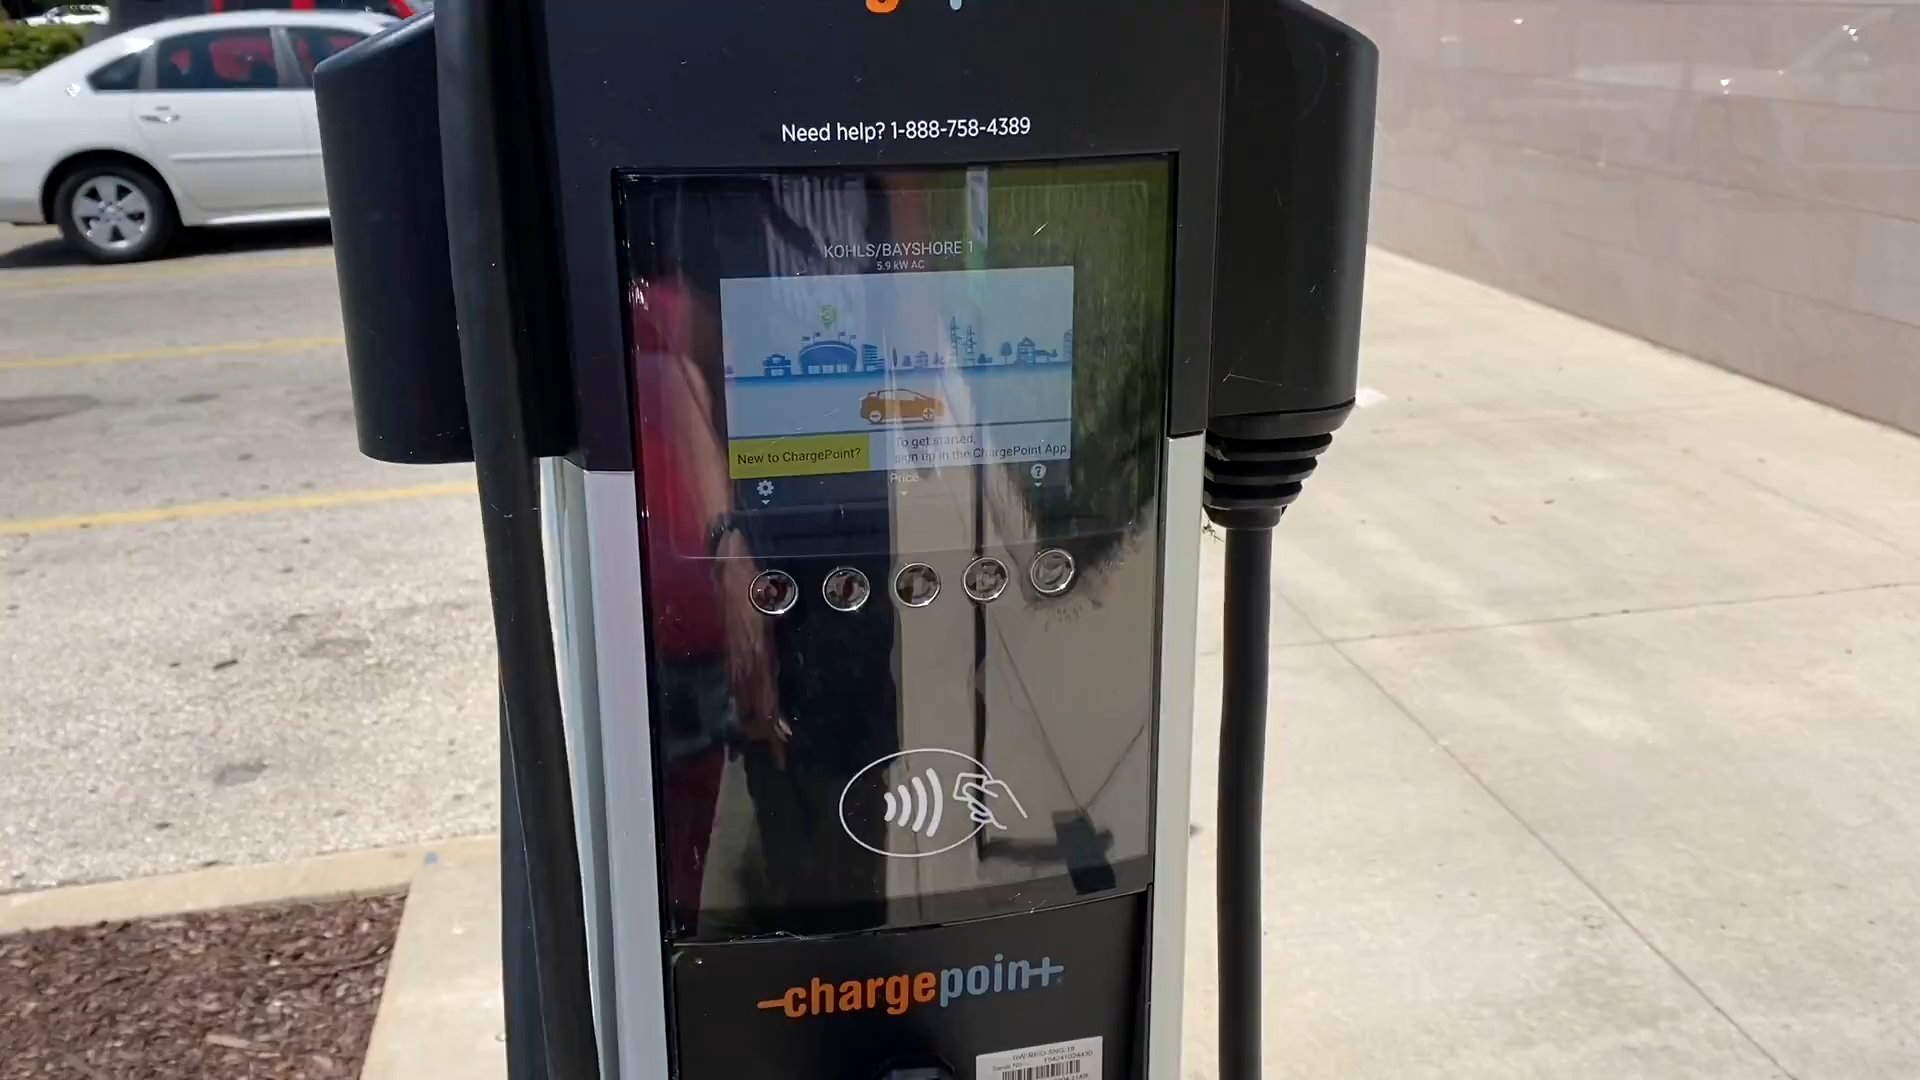 Need help? 1-888-758-4389
KOHLS/BAYSHORE 1
5.9 kW AC
New to ChargePoint?
To get started,
sign up in the ChargePoint App
Price
?
chargepoin+